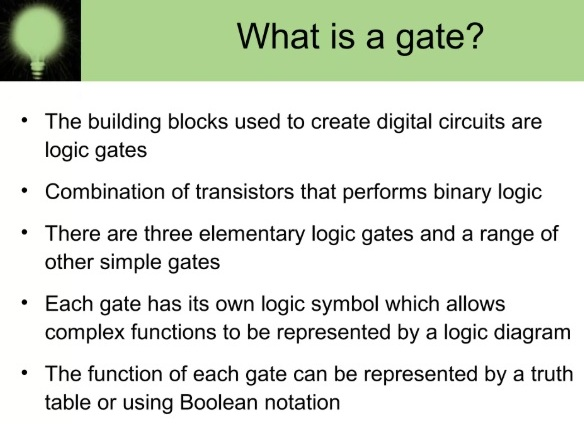 What is a gate?
• The building blocks used to create digital circuits are
logic gates
• Combination of transistors that performs binary logic
• There are three elementary logic gates and a range of
other simple gates
• Each gate has its own logic symbol which allows
complex functions to be represented by a logic diagram
• The function of each gate can be represented by a truth
table or using Boolean notation